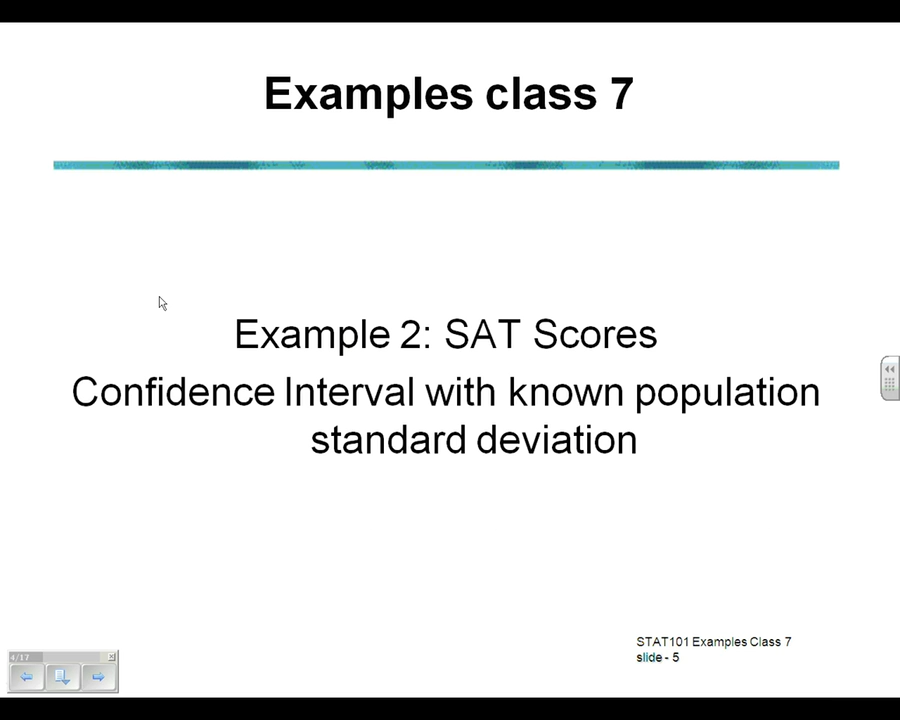 Examples class 7
Example 2: SAT Scores
Confidence Interval with known population
standard deviation
STAT101 Examples Class 7
slide - 5
4/17